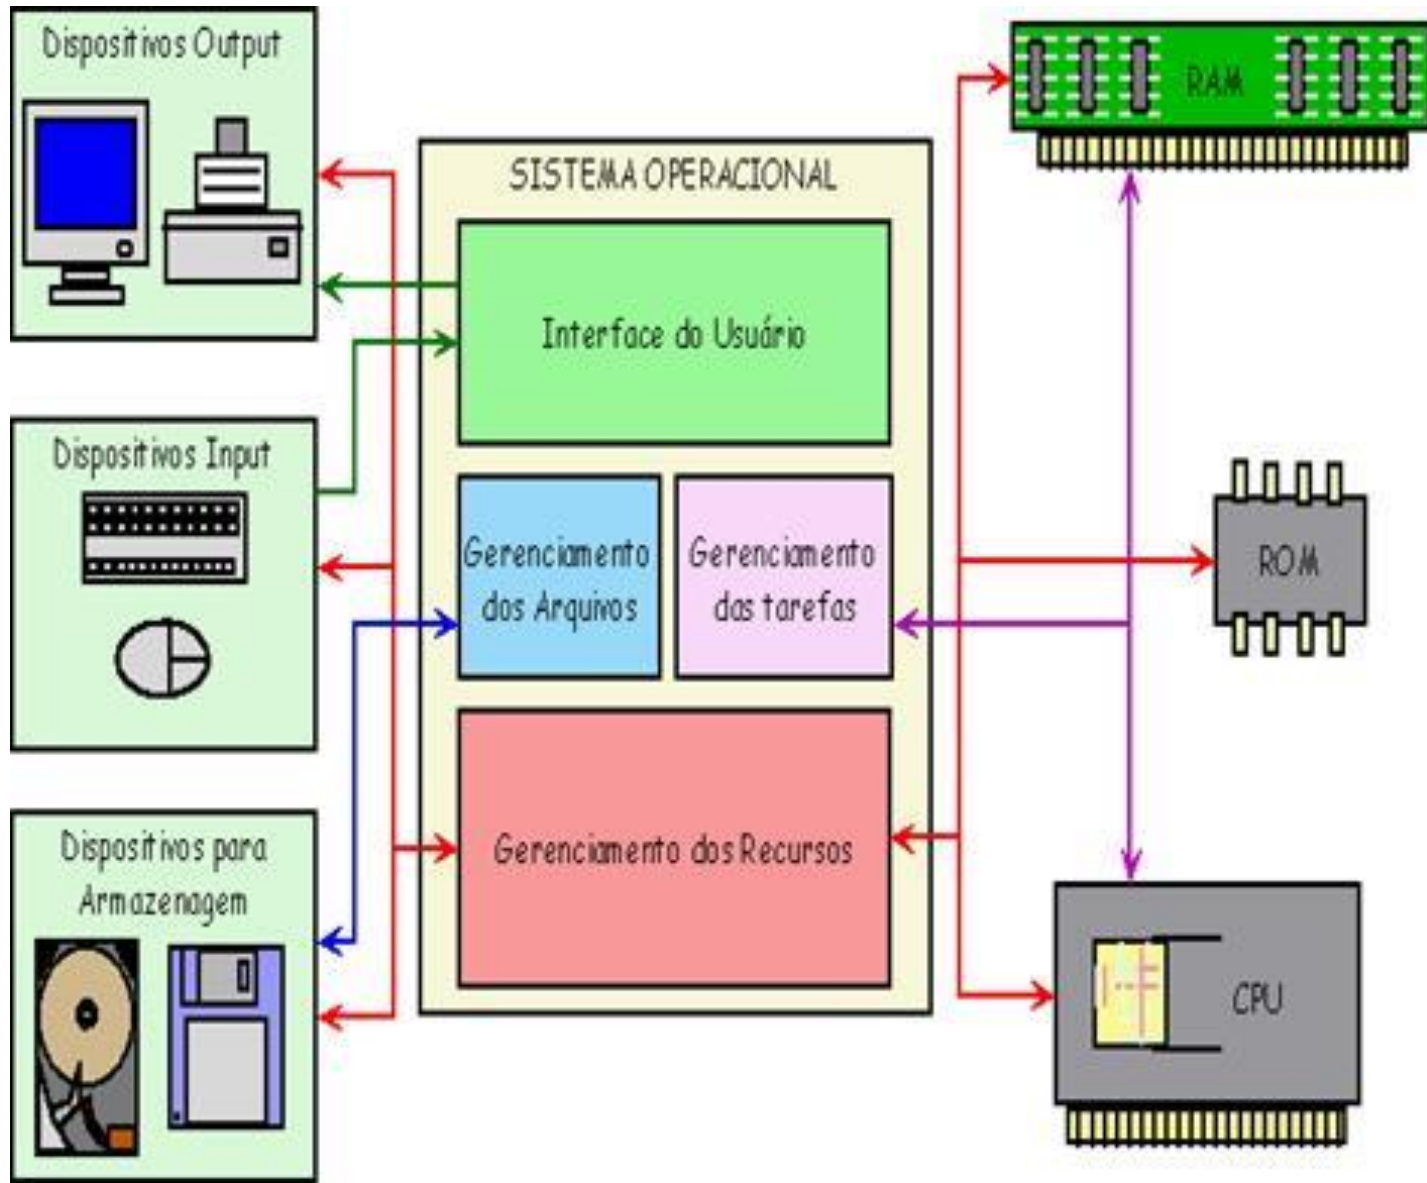 Dispositivos Output
RAM
SISTEMA OPERACIONAL
Interface do Usuário
Dispositivos Input
Gerenciamento
dos Arquivos
Gerenciamento
das tarefas
ROM
Dispositivos para
Armazenagem
Gerenciamento dos Recursos
CPU